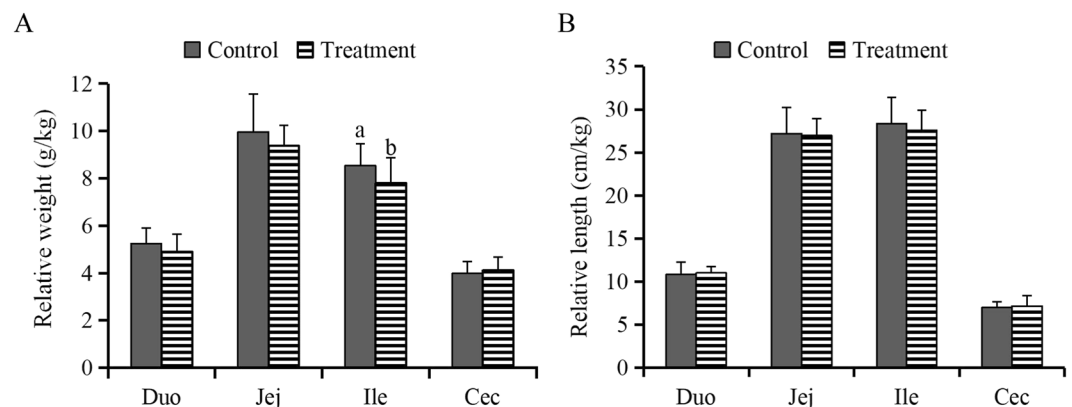 A
Control Treatment
Relative weight (g/kg)
12
10
8
6
4
2
0
a
b
Duo Jej Ile Cec
B
Control Treatment
Relative length (cm/kg)
35
30
25
20
15
10
5
0
Duo Jej Ile Cec